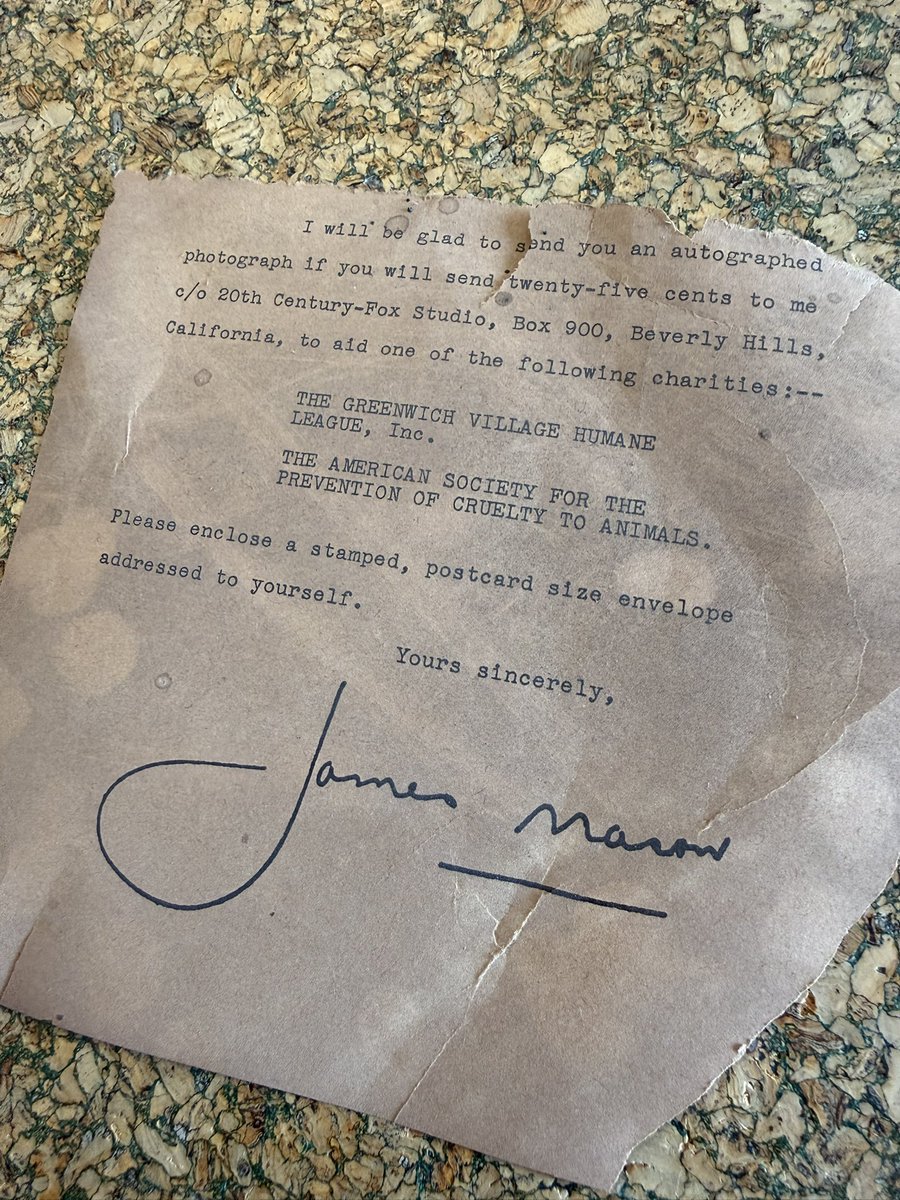 I will be glad to send you an autographed
photograph if you will send twenty-five cents to me
c/o 20th Century-Fox Studio, Box 900, Beverly Hills,
California, to aid one of the following charities:--
THE GREENWICH VILLAGE HUMANE
LEAGUE, Inc.
THE AMERICAN SOCIETY FOR THE
PREVENTION OF CRUELTY TO ANIMALS.
Please enclose a stamped, postcard size envelope
addressed to yourself.
Yours sincerely,
James Mason